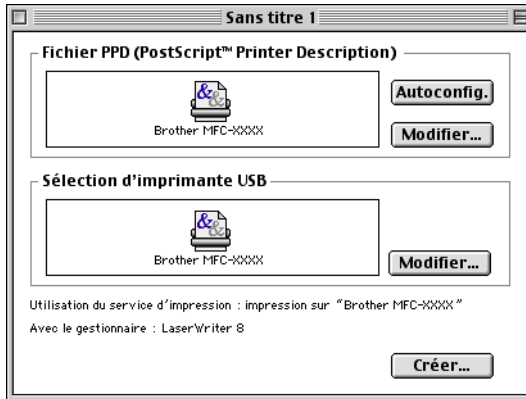 Sans titre 1
Fichier PPD (PostScript™ Printer Description)
Brother MFC-XXXX
Autoconfig.
Modifier...
Sélection d’imprimante USB
Brother MFC-XXXX
Modifier...
Utilisation du service d’impression : impression sur “Brother MFC-XXXX”
Avec le gestionnaire : LaserWriter 8
Créer...